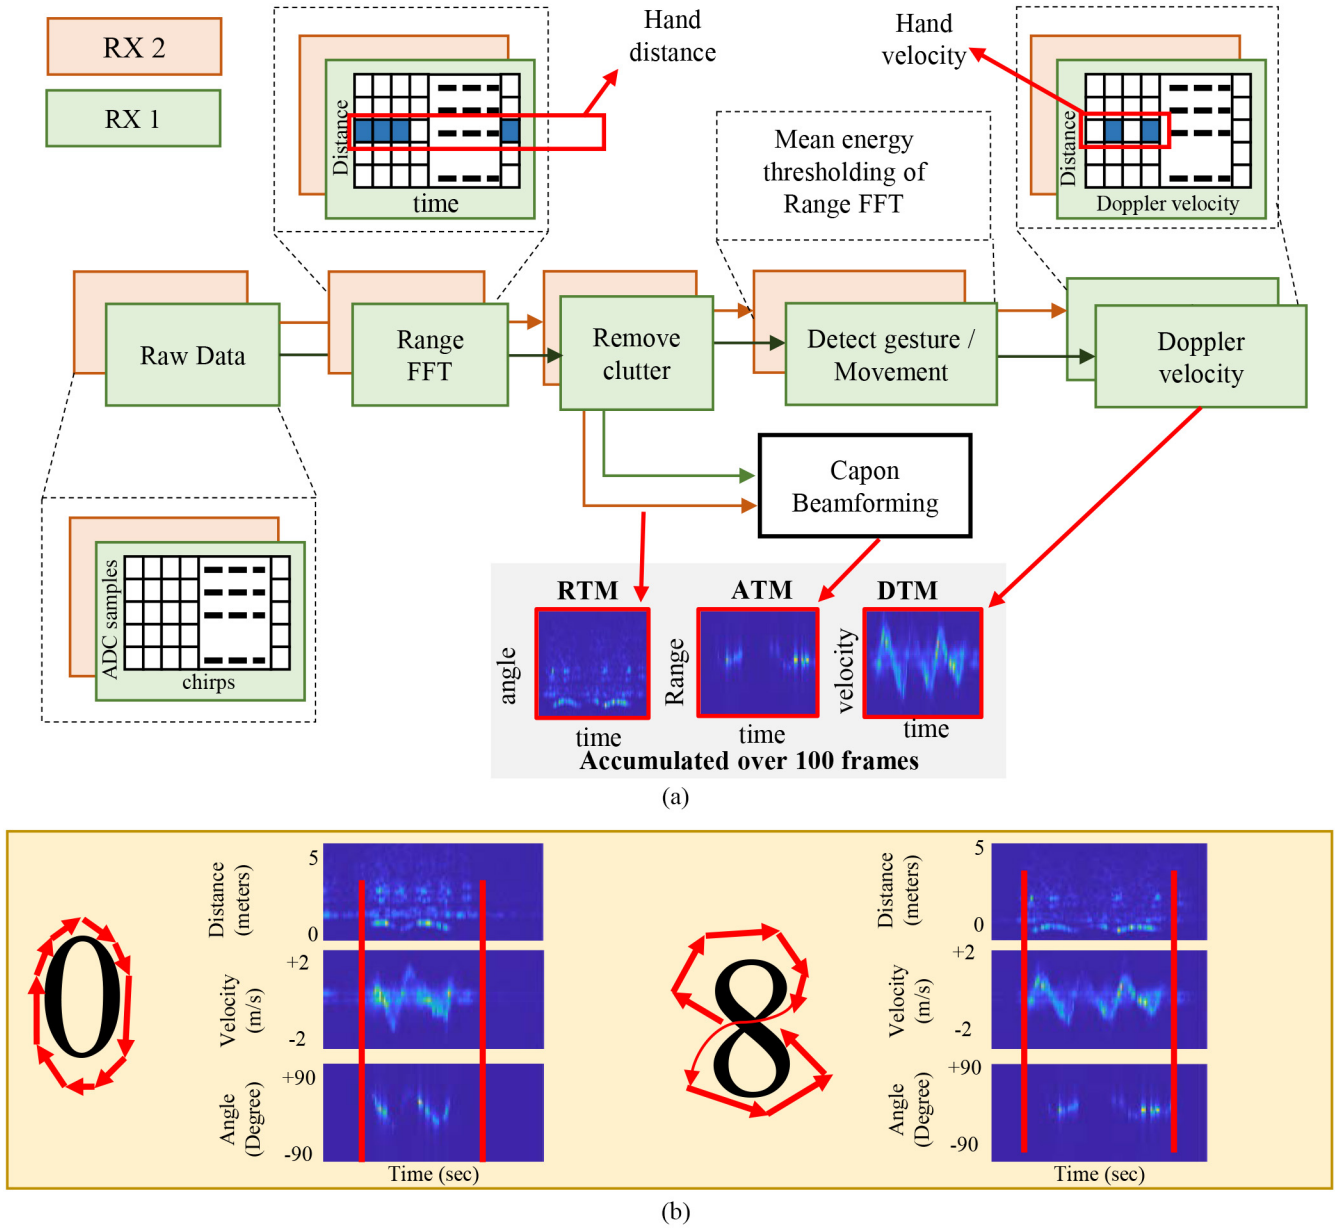 RX 2
RX 1
Distance
time
Hand
distance
Mean energy
thresholding of
Range FFT
Hand
velocity
Distance
Doppler velocity
Raw Data
Range
FFT
Remove
clutter
Detect gesture /
Movement
Doppler
velocity
ADC samples
chirps
Capon
Beamforming
RTM
ATM
DTM
angle
Range
velocity
time
time
time
Accumulated over 100 frames
(a)
0
Distance
(meters)
5
0
Velocity
(m/s)
+2
-2
Angle
(Degree)
+90
-90
Time (sec)
8
Distance
(meters)
5
0
Velocity
(m/s)
+2
-2
Angle
(Degree)
+90
-90
Time (sec)
(b)